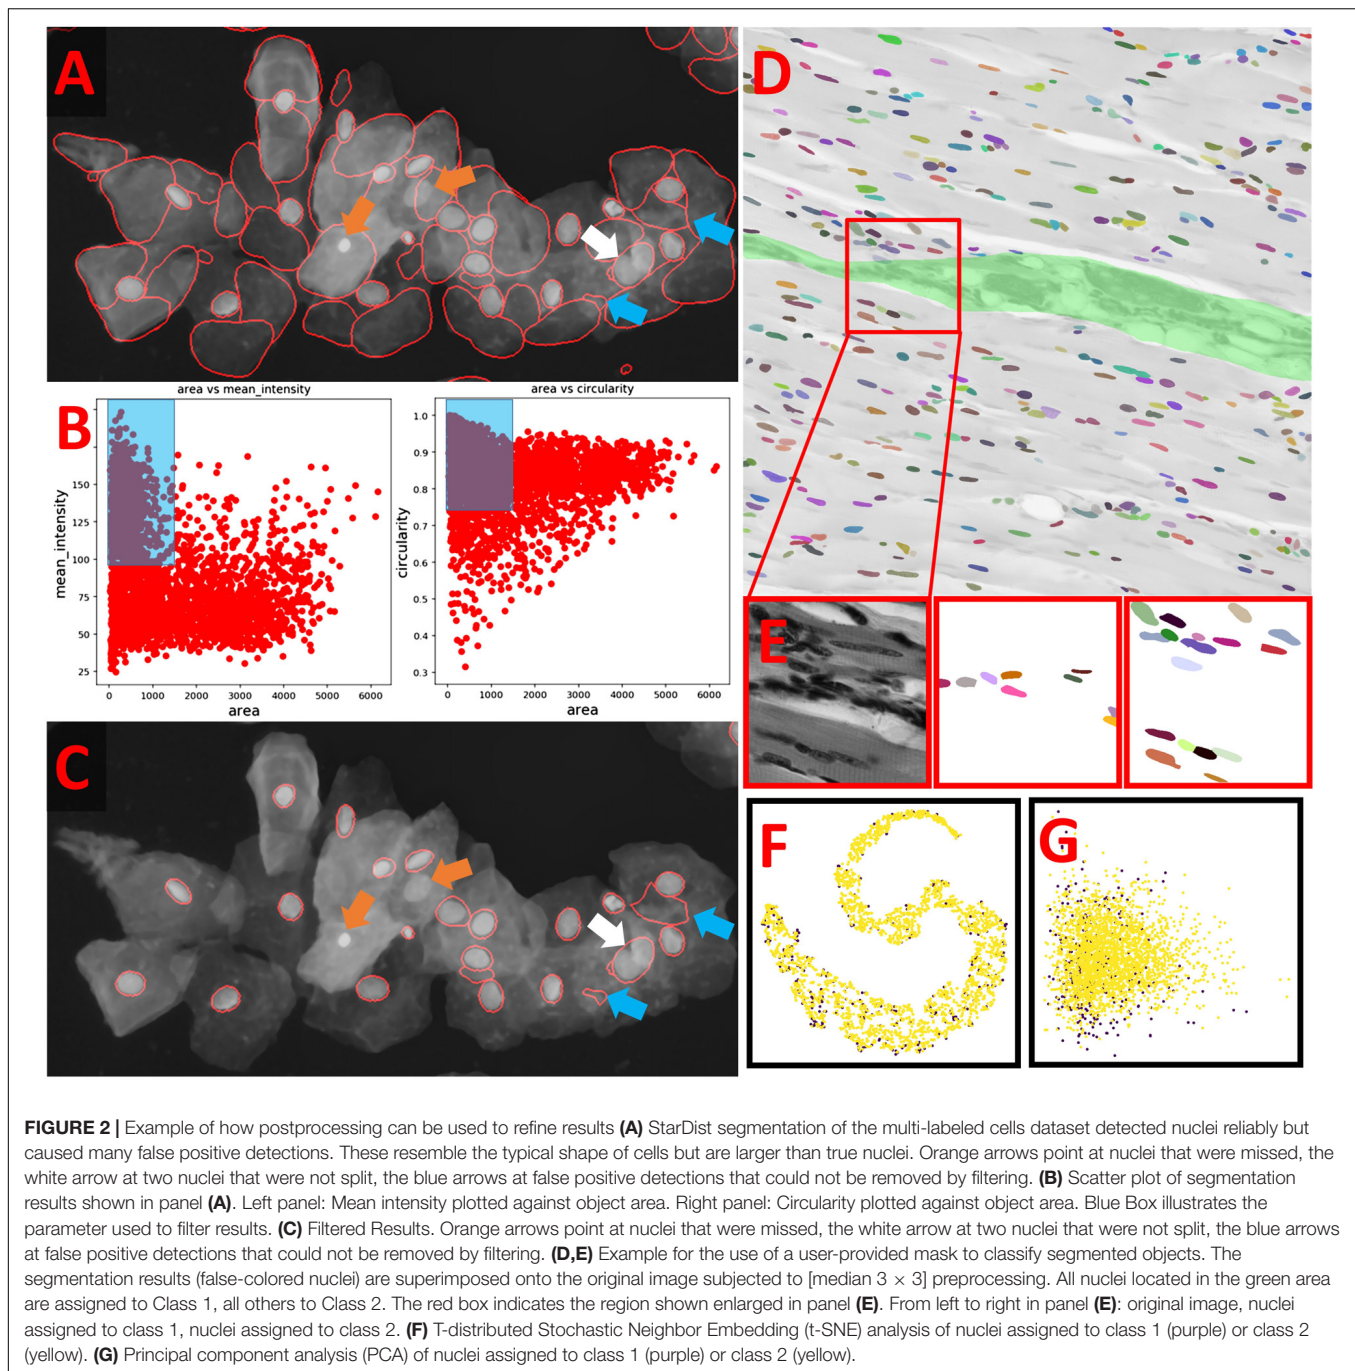 A
D
area vs mean_intensity
area vs circularity
B
mean_intensity
150
125
100
75
50
25
0
1000
2000
3000
4000
5000
6000
area
circularity
1.0
0.9
0.8
0.7
0.6
0.5
0.4
0.3
0
1000
2000
3000
4000
5000
6000
area
E
C
F
G
FIGURE 2 | Example of how postprocessing can be used to refine results (A) StarDist segmentation of the multi-labeled cells dataset detected nuclei reliably but
caused many false positive detections. These resemble the typical shape of cells but are larger than true nuclei. Orange arrows point at nuclei that were missed, the
white arrow at two nuclei that were not split, the blue arrows at false positive detections that could not be removed by filtering. (B) Scatter plot of segmentation
results shown in panel (A). Left panel: Mean intensity plotted against object area. Right panel: Circularity plotted against object area. Blue Box illustrates the
parameter used to filter results. (C) Filtered Results. Orange arrows point at nuclei that were missed, the white arrow at two nuclei that were not split, the blue arrows
at false positive detections that could not be removed by filtering. (D,E) Example for the use of a user-provided mask to classify segmented objects. The
segmentation results (false-colored nuclei) are superimposed onto the original image subjected to [median 3 × 3] preprocessing. All nuclei located in the green area
are assigned to Class 1, all others to Class 2. The red box indicates the region shown enlarged in panel (E). From left to right in panel (E): original image, nuclei
assigned to class 1, nuclei assigned to class 2. (F) T-distributed Stochastic Neighbor Embedding (t-SNE) analysis of nuclei assigned to class 1 (purple) or class 2
(yellow). (G) Principal component analysis (PCA) of nuclei assigned to class 1 (purple) or class 2 (yellow).